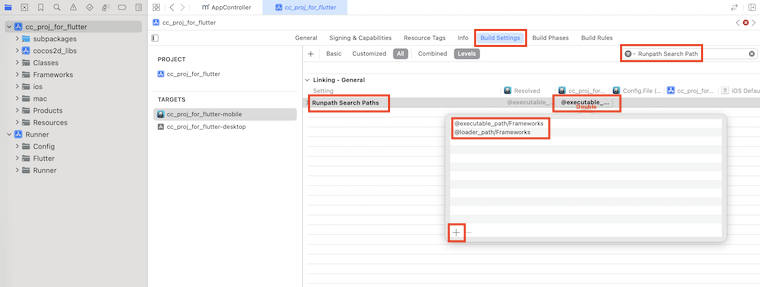 AppController
cc_proj_for_flutter
cc_proj_for_flutter
cc_proj_for_flutter
subpackages
cocos2d_libs
Classes
Frameworks
ios
mac
Products
Resources
Runner
Config
Flutter
Runner
General
Signing & Capabilities
Resource Tags
Info
Build Settings
Build Phases
Build Rules
PROJECT
cc_proj_for_flutter
TARGETS
cc_proj_for_flutter-mobile
cc_proj_for_flutter-desktop
Basic
Customized
All
Combined
Levels
Runpath Search Path
Linking - General
Setting
Resolved
cc_proj_for...
Config.File (
cc_proj_for...
iOS Default
Runpath Search Paths
@executable_...
@executable_...
Double
@executable_path/Frameworks
@loader_path/Frameworks